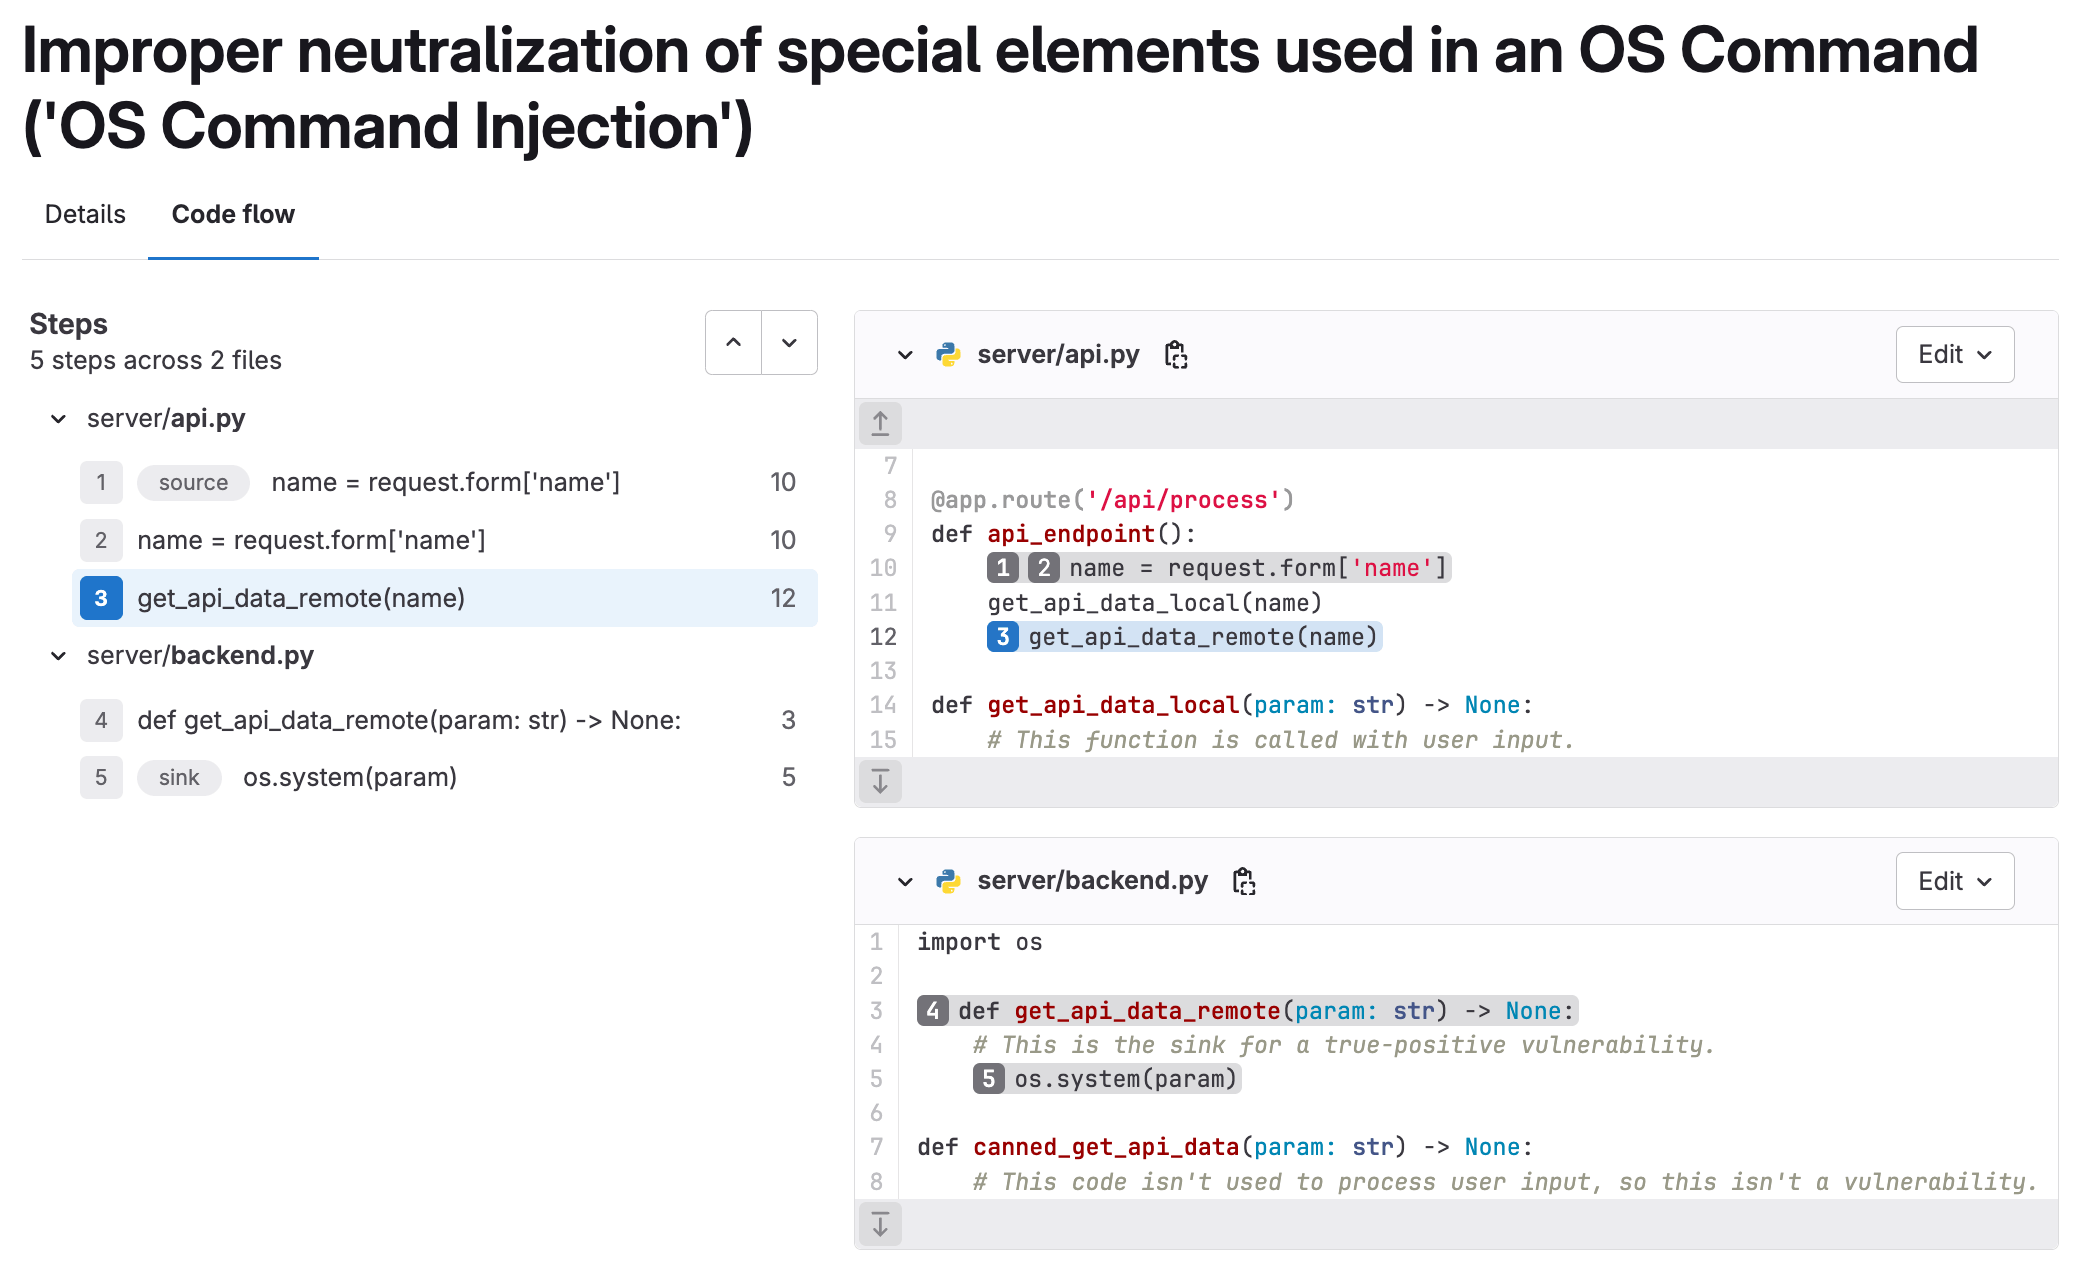 Improper neutralization of special elements used in an OS Command
('OS Command Injection')
Details Code flow
Steps
5 steps across 2 files
server/api.py
1 source name = request.form['name'] 10
2 name = request.form['name'] 10
3 get_api_data_remote(name) 12
server/backend.py
4 def get_api_data_remote(param: str) -> None: 3
5 sink os.system(param) 5
server/api.py Edit
7
8 @app.route('/api/process')
9 def api_endpoint():
10 1 2 name = request.form['name']
11 get_api_data_local(name)
12 3 get_api_data_remote(name)
13
14 def get_api_data_local(param: str) -> None:
15 # This function is called with user input.
server/backend.py Edit
1 import os
2
3 4 def get_api_data_remote(param: str) -> None:
4 # This is the sink for a true-positive vulnerability.
5 5 os.system(param)
6
7 def canned_get_api_data(param: str) -> None:
8 # This code isn't used to process user input, so this isn't a vulnerability.